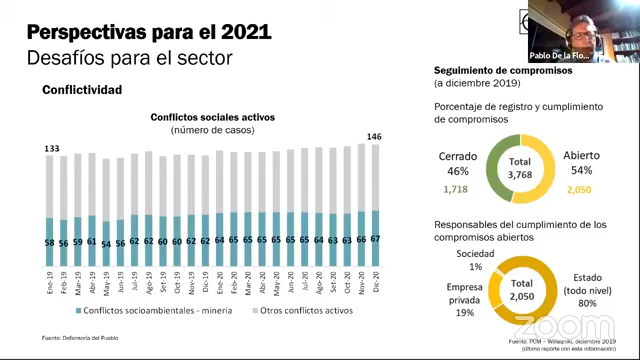 Perspectivas para el 2021
Desafíos para el sector
Pablo De la Flo...
Conflictividad
Conflictos sociales activos
(número de casos)
133
146
58 56 59 61 54 56 62 62 60 60 62 62 64 65 64 65 65 65 65 64 63 63 66 67
Ene-19 Feb-19 Mar-19 Abr-19 May-19 Jun-19 Jul-19 Ago-19 Set-19 Oct-19 Nov-19 Dic-19 Ene-20 Feb-20 Mar-20 Abr-20 May-20 Jun-20 Jul-20 Ago-20 Set-20 Oct-20 Nov-20 Dic-20
Conflictos socioambientales - minería
Otros conflictos activos
Fuente: Defensoría del Pueblo
Seguimiento de compromisos
(a diciembre 2019)
Porcentaje de registro y cumplimiento
de compromisos
Cerrado
46%
1,718
Total
3,768
Abierto
54%
2,050
Responsables del cumplimiento de los
compromisos abiertos
Sociedad
1%
Empresa
privada
19%
Total
2,050
Estado
(todo nivel)
80%
zoom
Fuente: PCM – Willaqniki, diciembre 2019
(último reporte con esta información)